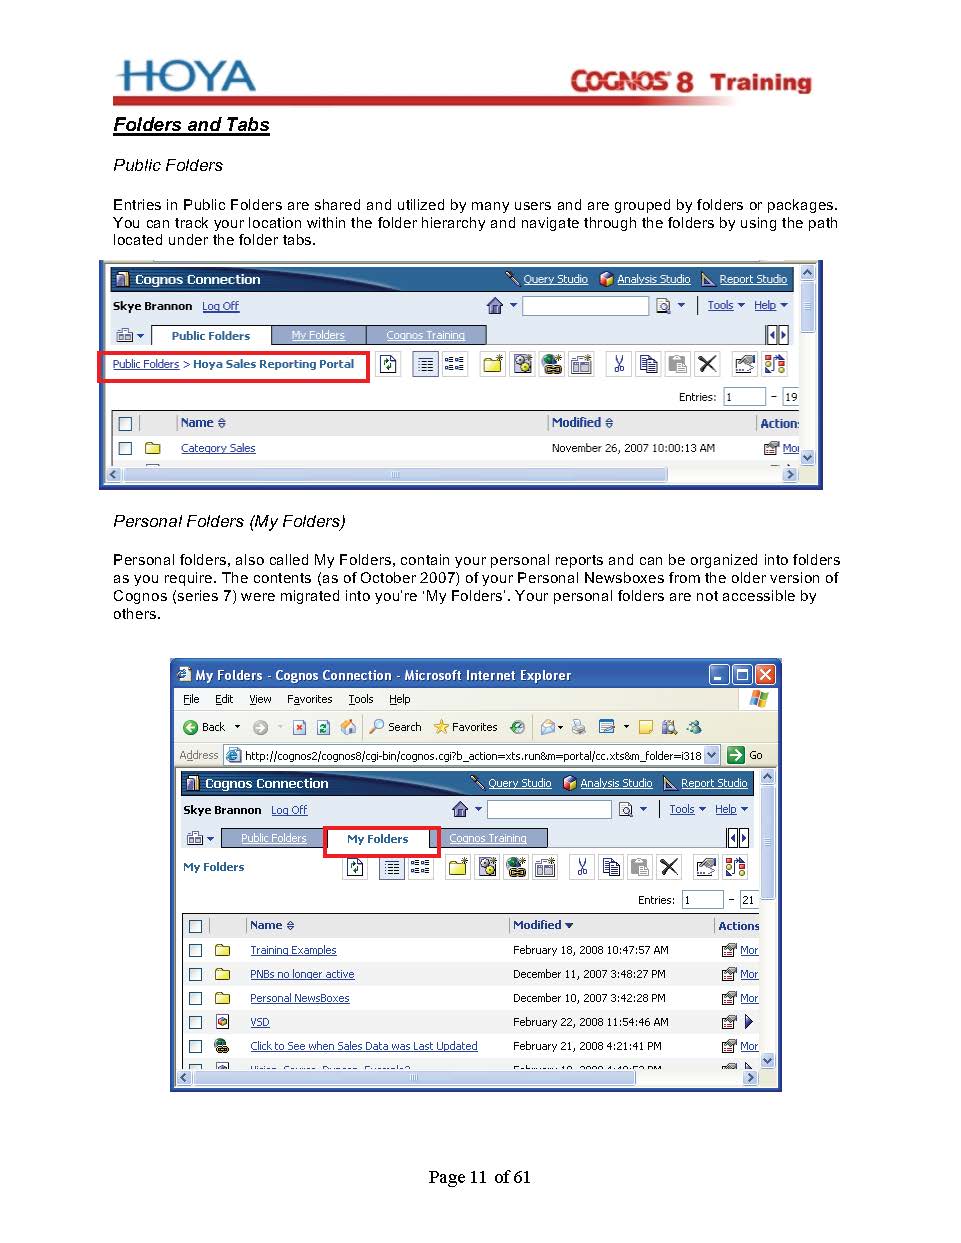 HOYA
COGNOS 8 Training
Folders and Tabs
Public Folders
Entries in Public Folders are shared and utilized by many users and are grouped by folders or packages.
You can track your location within the folder hierarchy and navigate through the folders by using the path
located under the folder tabs.
Cognos Connection Query Studio Analysis Studio Report Studio
Skye Brannon Log Off Tools Help
Public Folders My Folders Cognos Training
Public Folders > Hoya Sales Reporting Portal
Entries: 1 - 19
Name Modified Action
Category Sales November 26, 2007 10:00:13 AM Mo
Personal Folders (My Folders)
Personal folders, also called My Folders, contain your personal reports and can be organized into folders
as you require. The contents (as of October 2007) of your Personal Newsboxes from the older version of
Cognos (series 7) were migrated into you're ‘My Folders’. Your personal folders are not accessible by
others.
My Folders - Cognos Connection - Microsoft Internet Explorer
File Edit View Favorites Tools Help
Back Search Favorites
Address http://cognos2/cognos8/cgi-bin/cognos.cgi?b_action=xts.run&m=portal/cc.xts&m_folder=i318 Go
Cognos Connection Query Studio Analysis Studio Report Studio
Skye Brannon Log Off Tools Help
Public Folders My Folders Cognos Training
My Folders
Entries: 1 - 21
Name Modified Actions
Training Examples February 18, 2008 10:47:57 AM Mor
PNBs no longer active December 11, 2007 3:48:27 PM Mor
Personal NewsBoxes December 10, 2007 3:42:28 PM Mor
VSD February 22, 2008 11:54:46 AM
Click to See when Sales Data was Last Updated February 21, 2008 4:21:41 PM Mor
Page 11 of 61